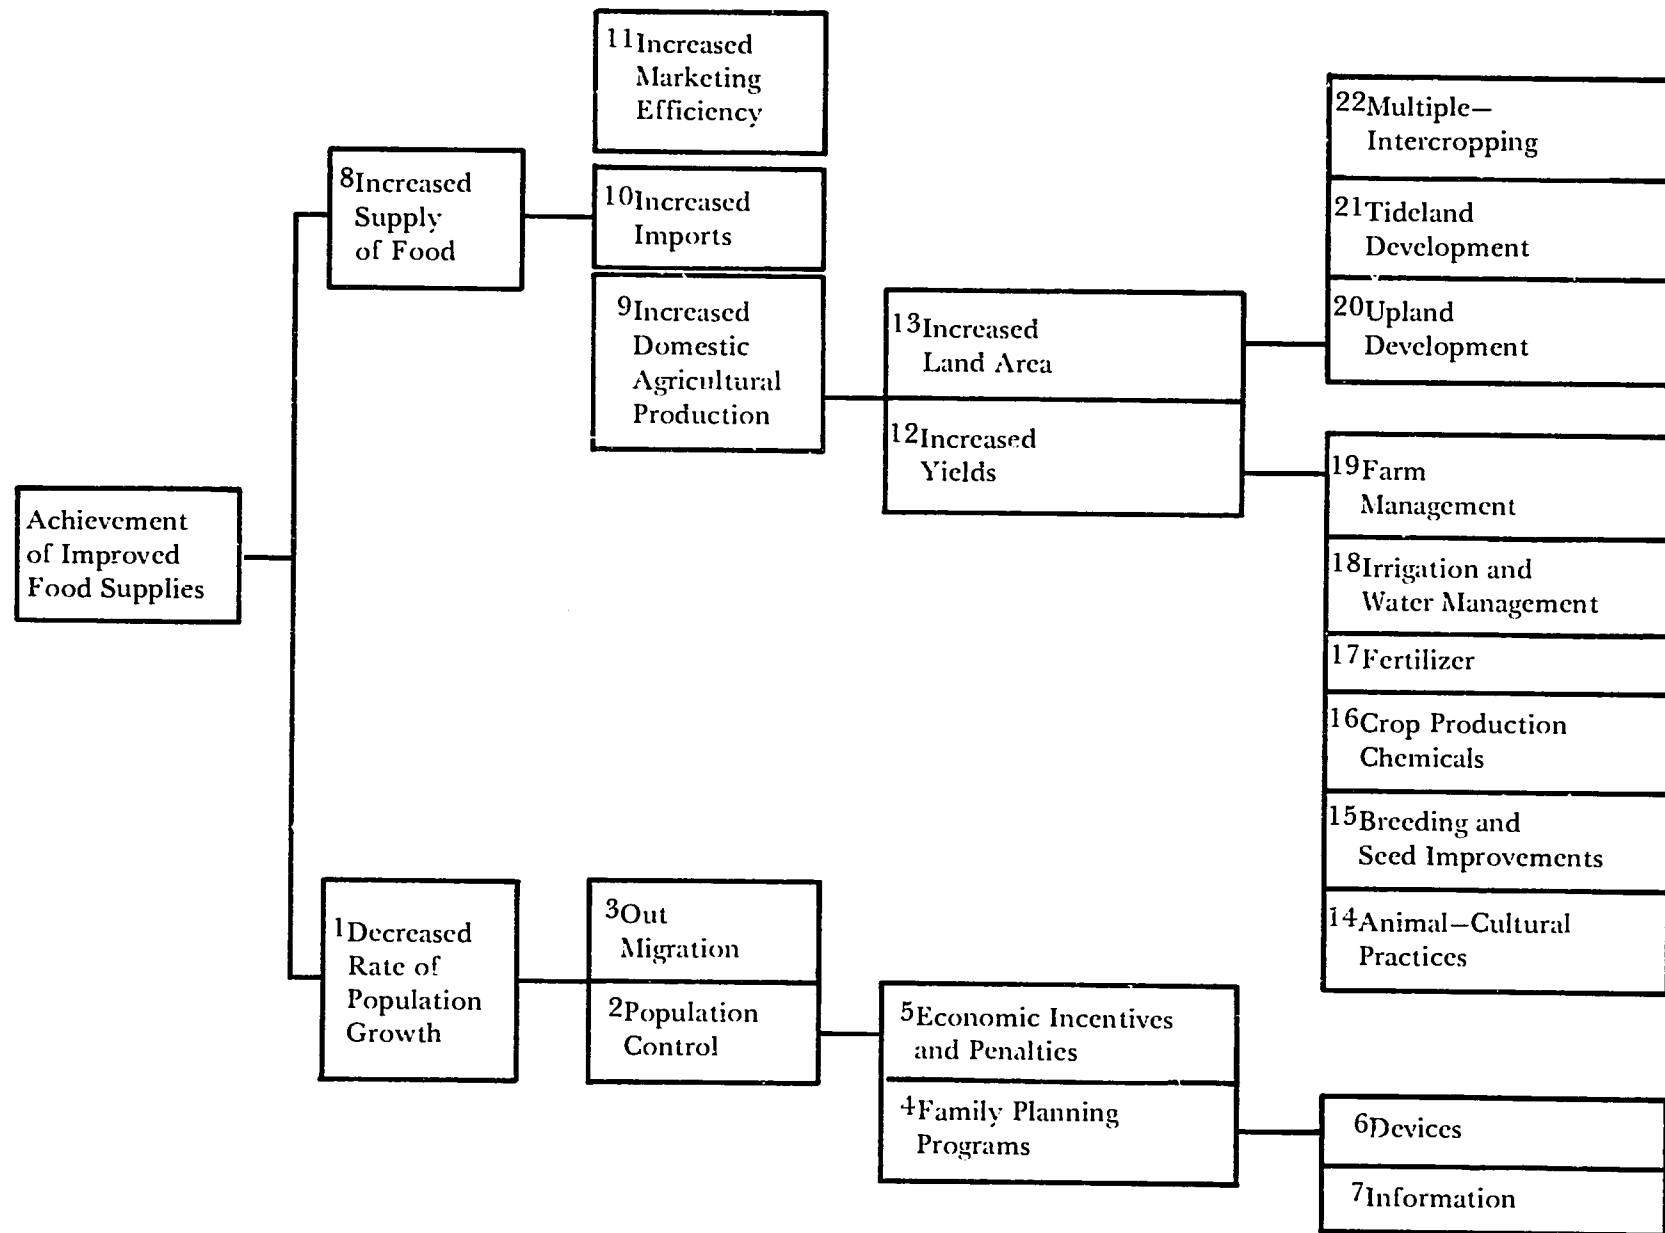 Achievement
of Improved
Food Supplies
8Increased
Supply
of Food
1Decreased
Rate of
Population
Growth
11Increased
Marketing
Efficiency
10Increased
Imports
9Increased
Domestic
Agricultural
Production
3Out
Migration
2Population
Control
13Increased
Land Area
12Increased
Yields
5Economic Incentives
and Penalties
4Family Planning
Programs
22Multiple—
Intercropping
21Tideland
Development
20Upland
Development
19Farm
Management
18Irrigation and
Water Management
17Fertilizer
16Crop Production
Chemicals
15Breeding and
Seed Improvements
14Animal—Cultural
Practices
6Devices
7Information